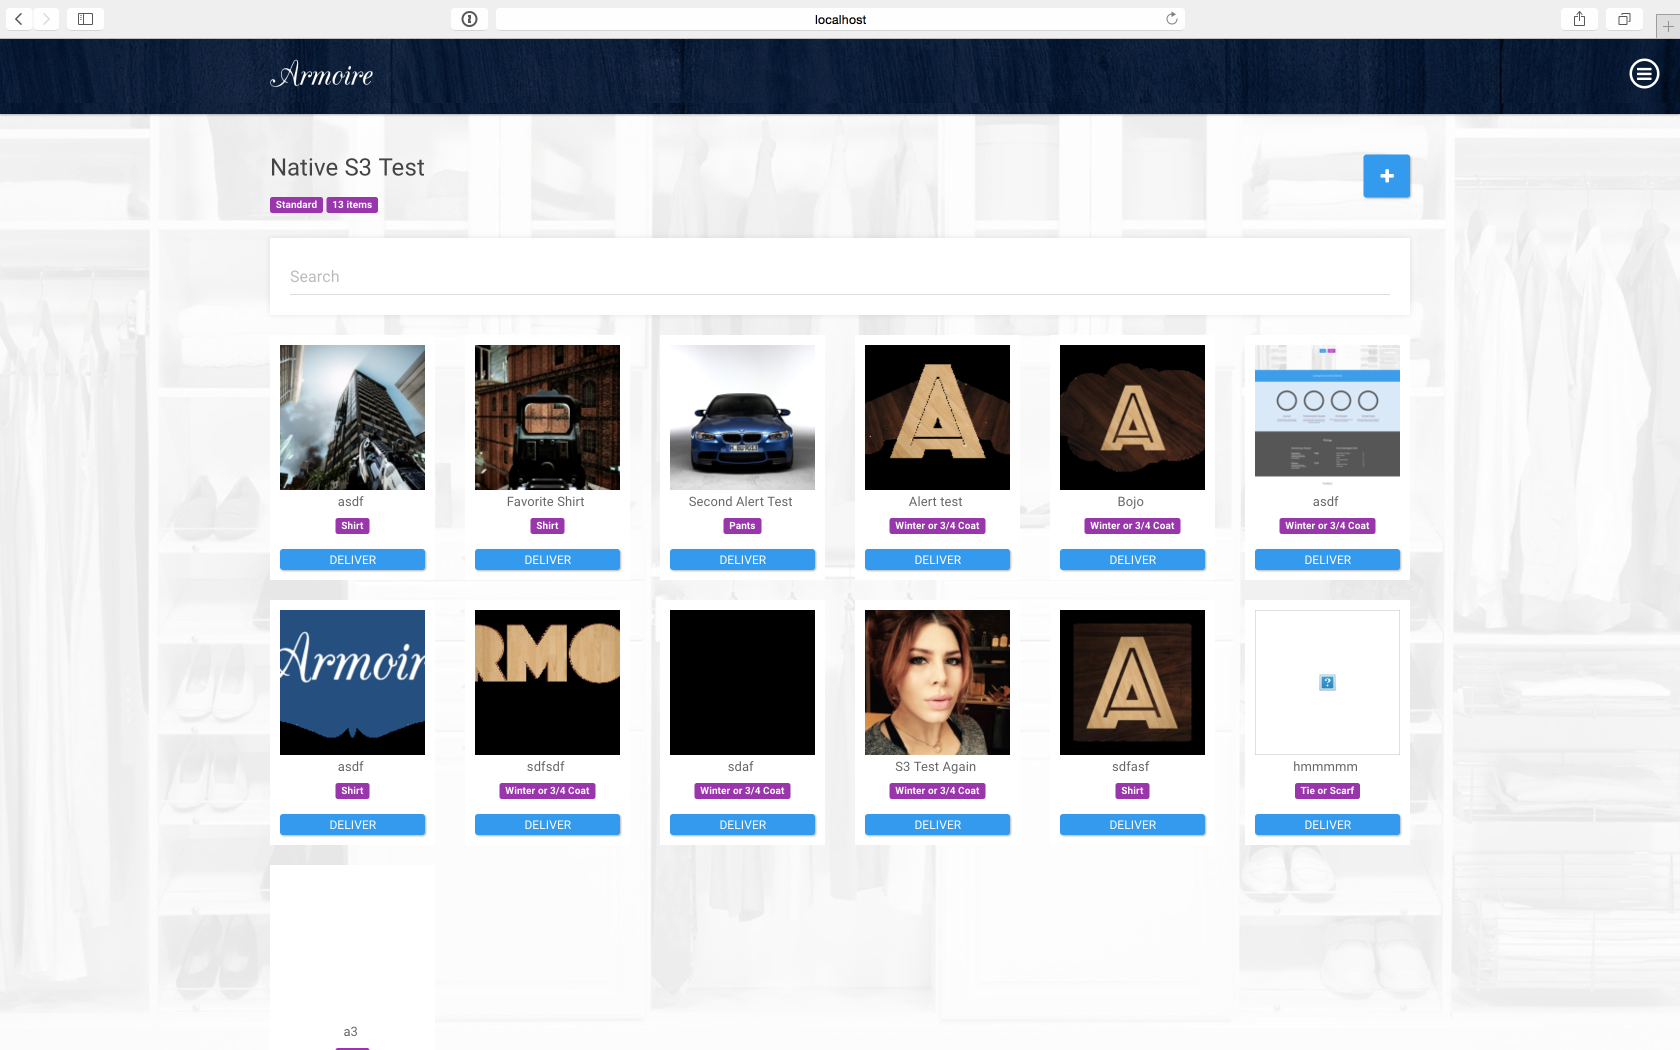 localhost
Armoire
Native S3 Test
Standard 13 items
Search
asdf
Shirt
DELIVER
Favorite Shirt
Shirt
DELIVER
Second Alert Test
Pants
DELIVER
A
Alert test
Winter or 3/4 Coat
DELIVER
A
Bojo
Winter or 3/4 Coat
DELIVER
asdf
Winter or 3/4 Coat
DELIVER
Armoir
asdf
Shirt
DELIVER
RMO
sdfsdf
Winter or 3/4 Coat
DELIVER
sdaf
Winter or 3/4 Coat
DELIVER
S3 Test Again
Winter or 3/4 Coat
DELIVER
A
sdfasf
Shirt
DELIVER
?
hmmmmm
Tie or Scarf
DELIVER
a3